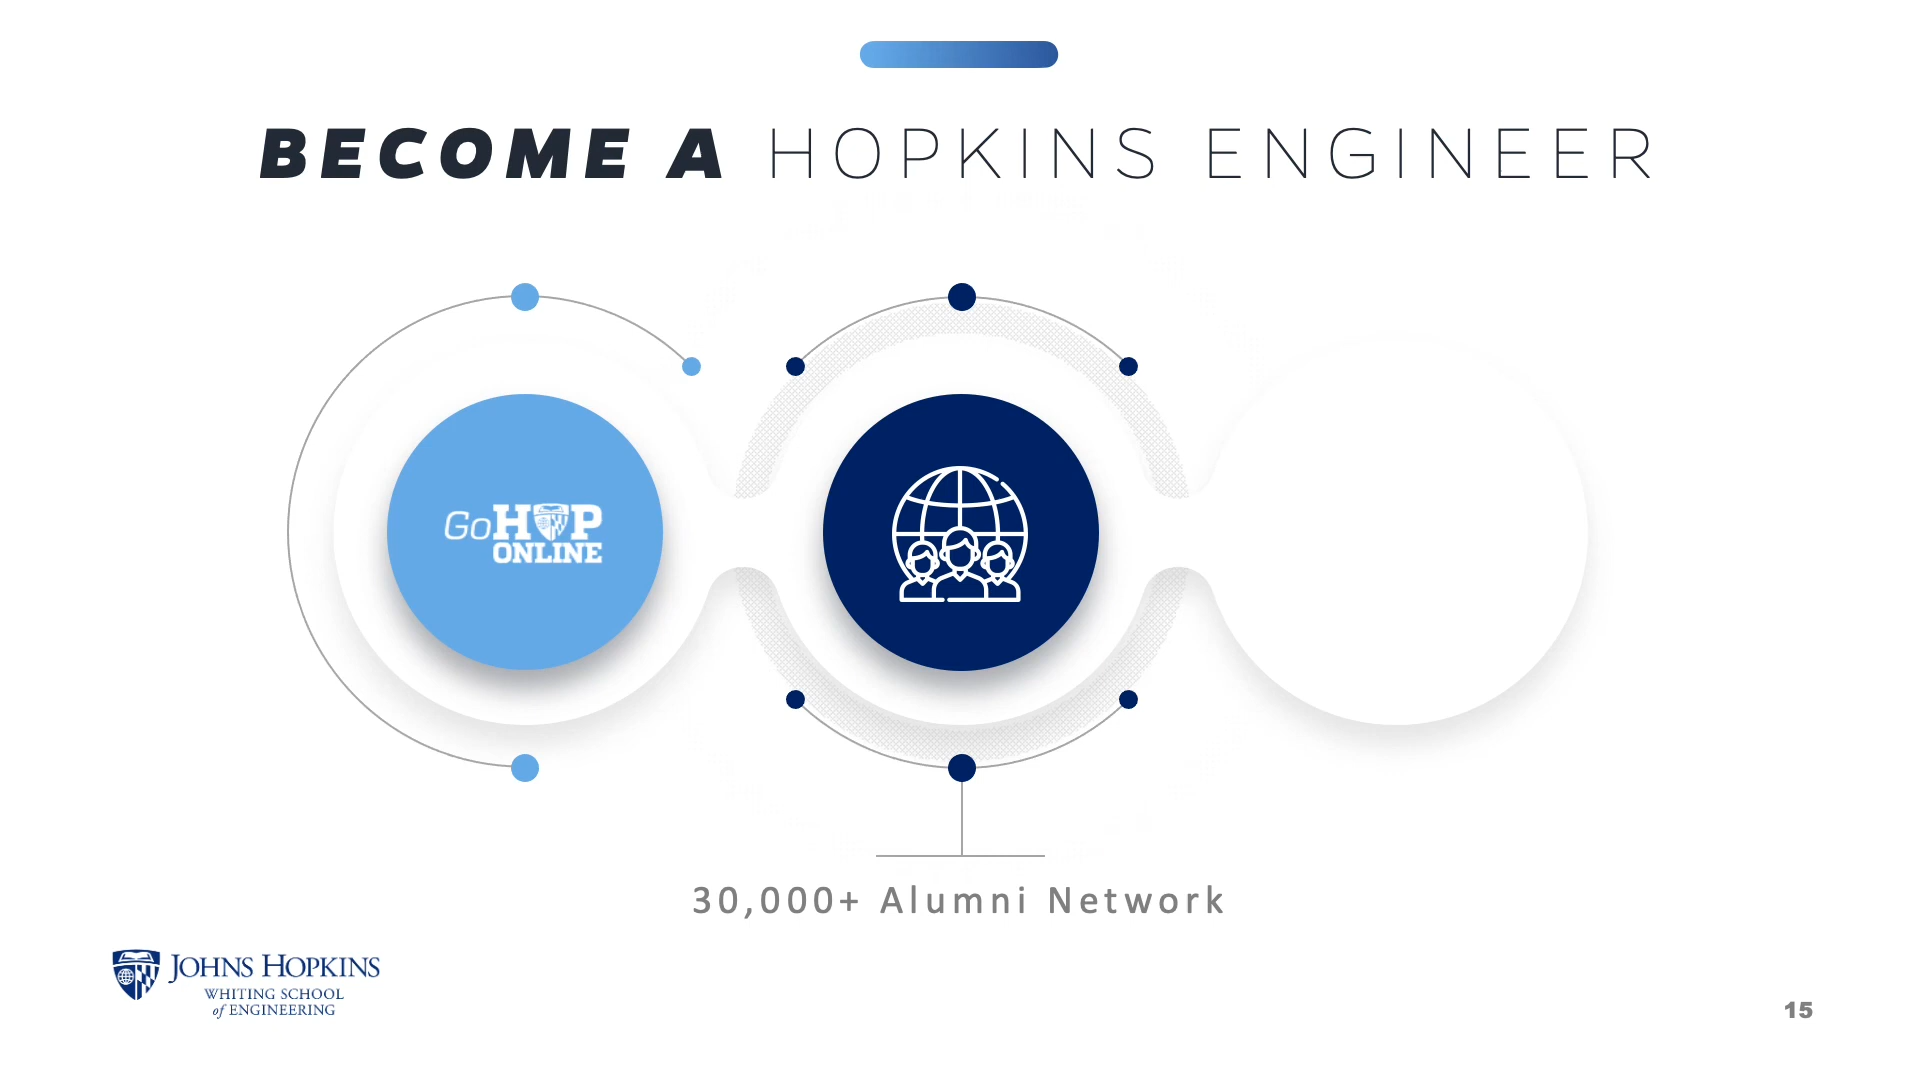 BECOME A HOPKINS ENGINEER
GoHOP
ONLINE
30,000+ Alumni Network
JOHNS HOPKINS
WHITING SCHOOL
of ENGINEERING
15